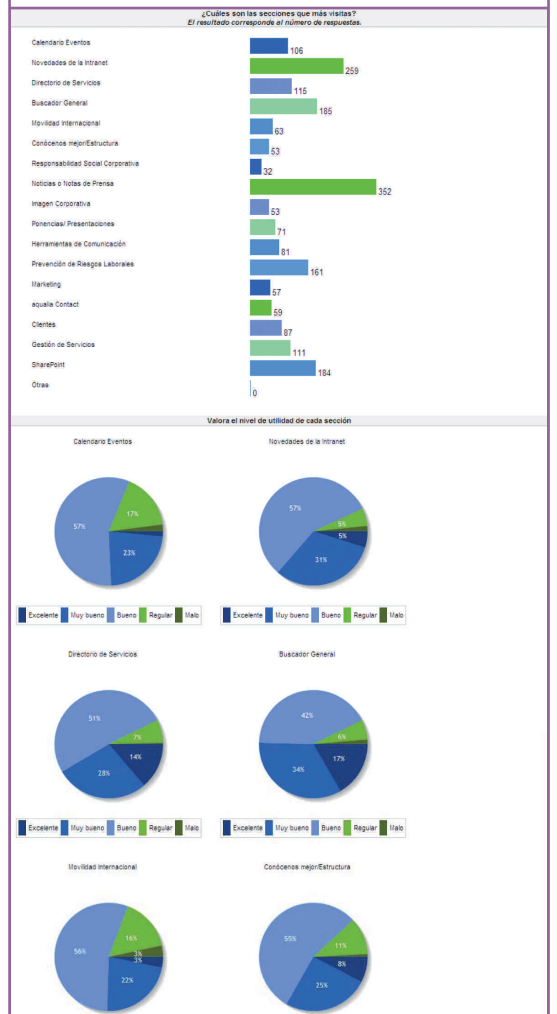 ¿Cuáles son las secciones que más visitas?
El resultado corresponde al número de respuestas.
Calendario Eventos 106
Novedades de la Intranet 259
Directorio de Servicios 115
Buscador General 185
Movilidad Internacional 63
Conócenos mejor/Estructura 53
Responsabilidad Social Corporativa 32
Noticias o Notas de Prensa 352
Imagen Corporativa 53
Ponencias/ Presentaciones 71
Herramientas de Comunicación 81
Prevención de Riesgos Laborales 161
Marketing 57
aqualia Contact 59
Clientes 87
Gestión de Servicios 111
SharePoint 184
Otras 0
Valora el nivel de utilidad de cada sección
Calendario Eventos
57%
17%
23%
Excelente Muy bueno Bueno Regular Malo
Novedades de la Intranet
57%
5%
5%
31%
Excelente Muy bueno Bueno Regular Malo
Directorio de Servicios
51%
7%
14%
28%
Excelente Muy bueno Bueno Regular Malo
Buscador General
42%
6%
17%
34%
Excelente Muy bueno Bueno Regular Malo
Movilidad Internacional
56%
16%
3%
3%
22%
Conócenos mejor/Estructura
55%
11%
8%
25%